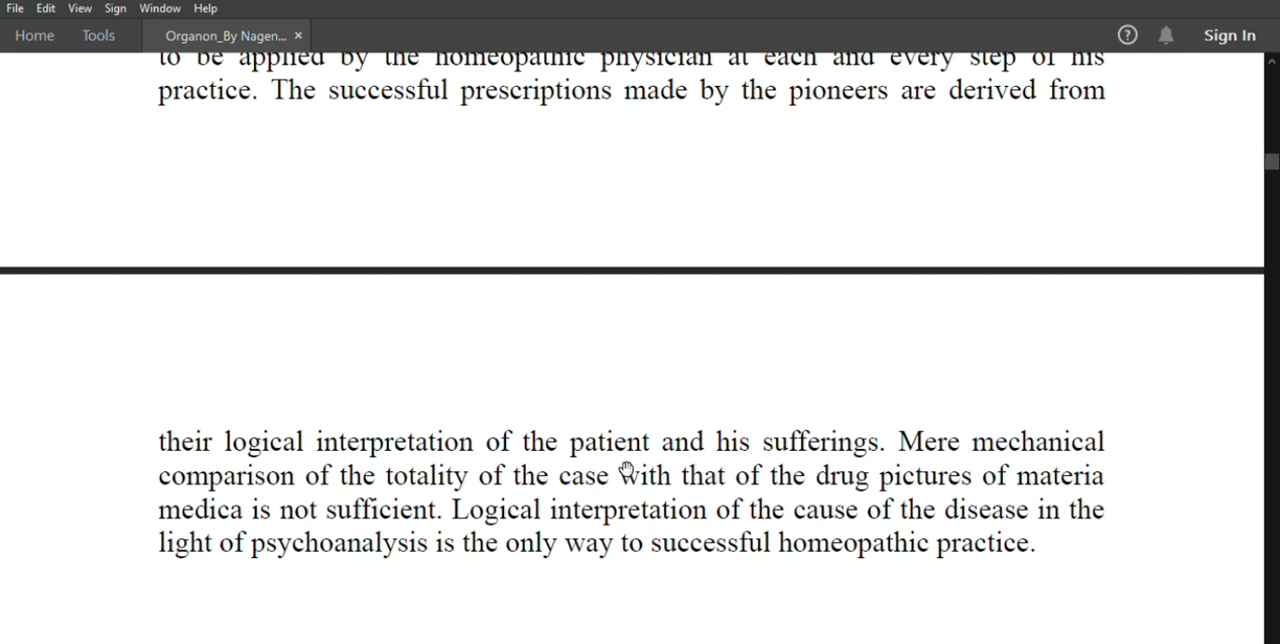 File Edit View Sign Window Help
Home Tools Organon_By Nagen... × ? Sign In
to be applied by the homeopathic physician at each and every step of his
practice. The successful prescriptions made by the pioneers are derived from
their logical interpretation of the patient and his sufferings. Mere mechanical
comparison of the totality of the case with that of the drug pictures of materia
medica is not sufficient. Logical interpretation of the cause of the disease in the
light of psychoanalysis is the only way to successful homeopathic practice.